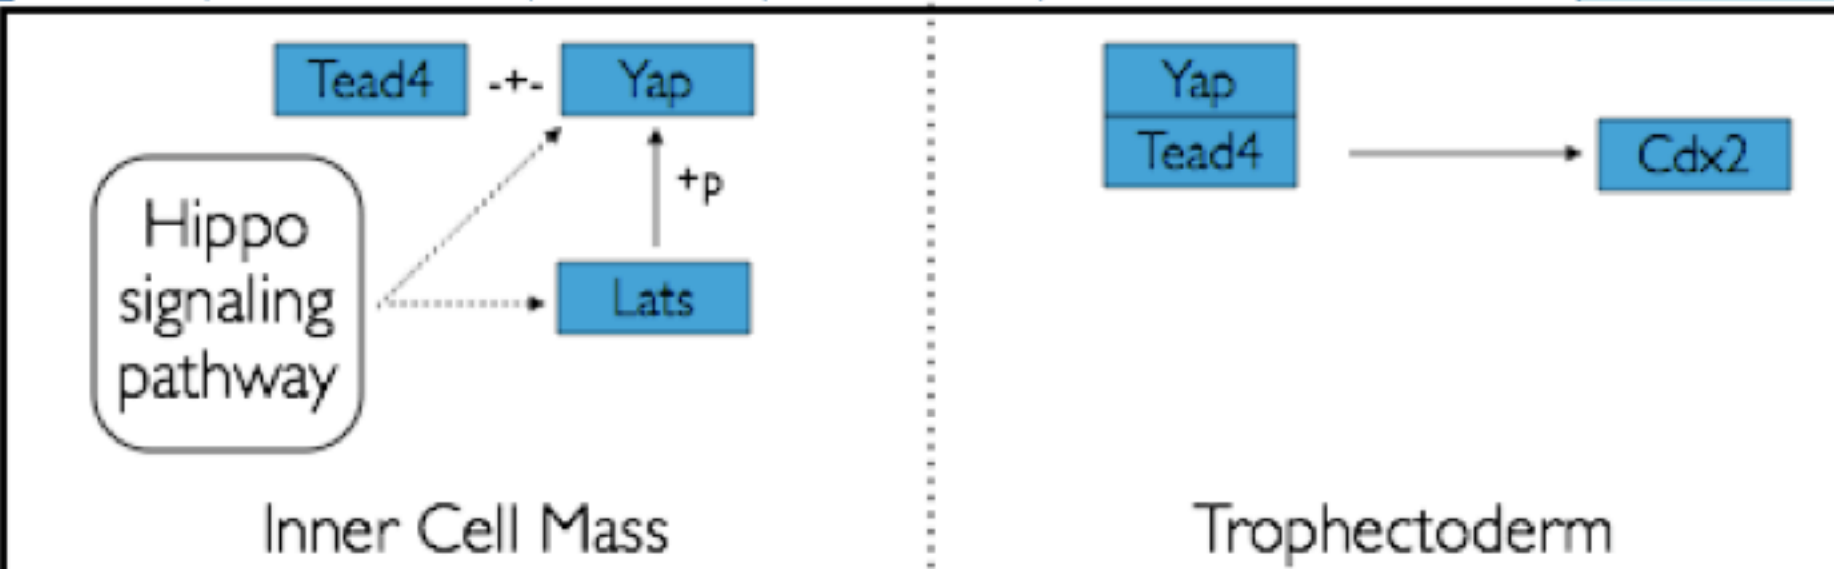 Tead4 -+- Yap
Yap
Tead4
Cdx2
+p
Hippo
signaling
pathway
Lats
Inner Cell Mass
Trophectoderm